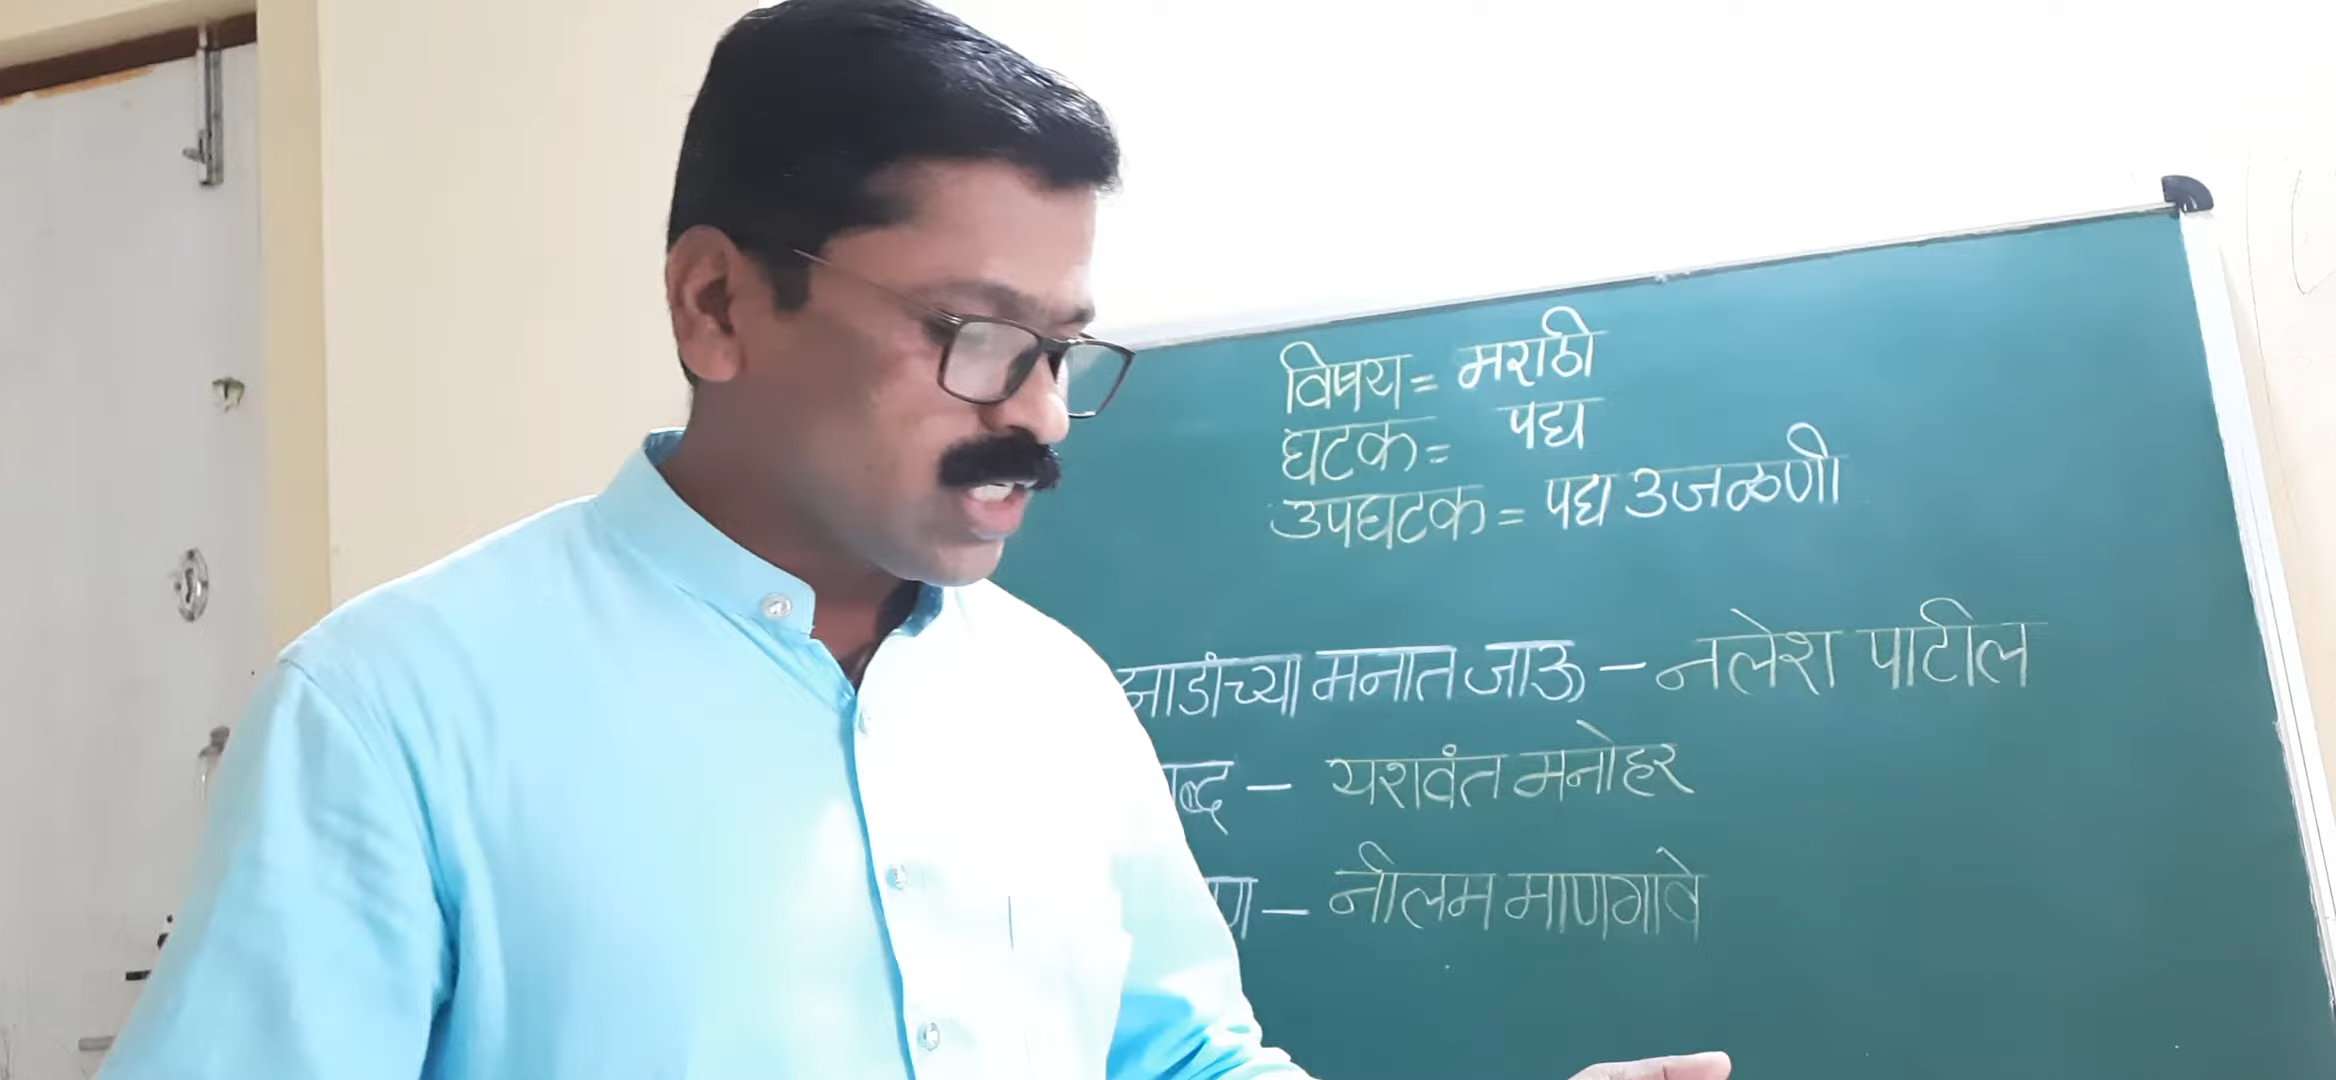 विषय = मराठी
घटक = पद्य
उपघटक = पद्य उजळणी
झाडांच्या मनात जाऊ – नलेश पाटील
– यशवंत मनोहर
– नीलम माणगावे